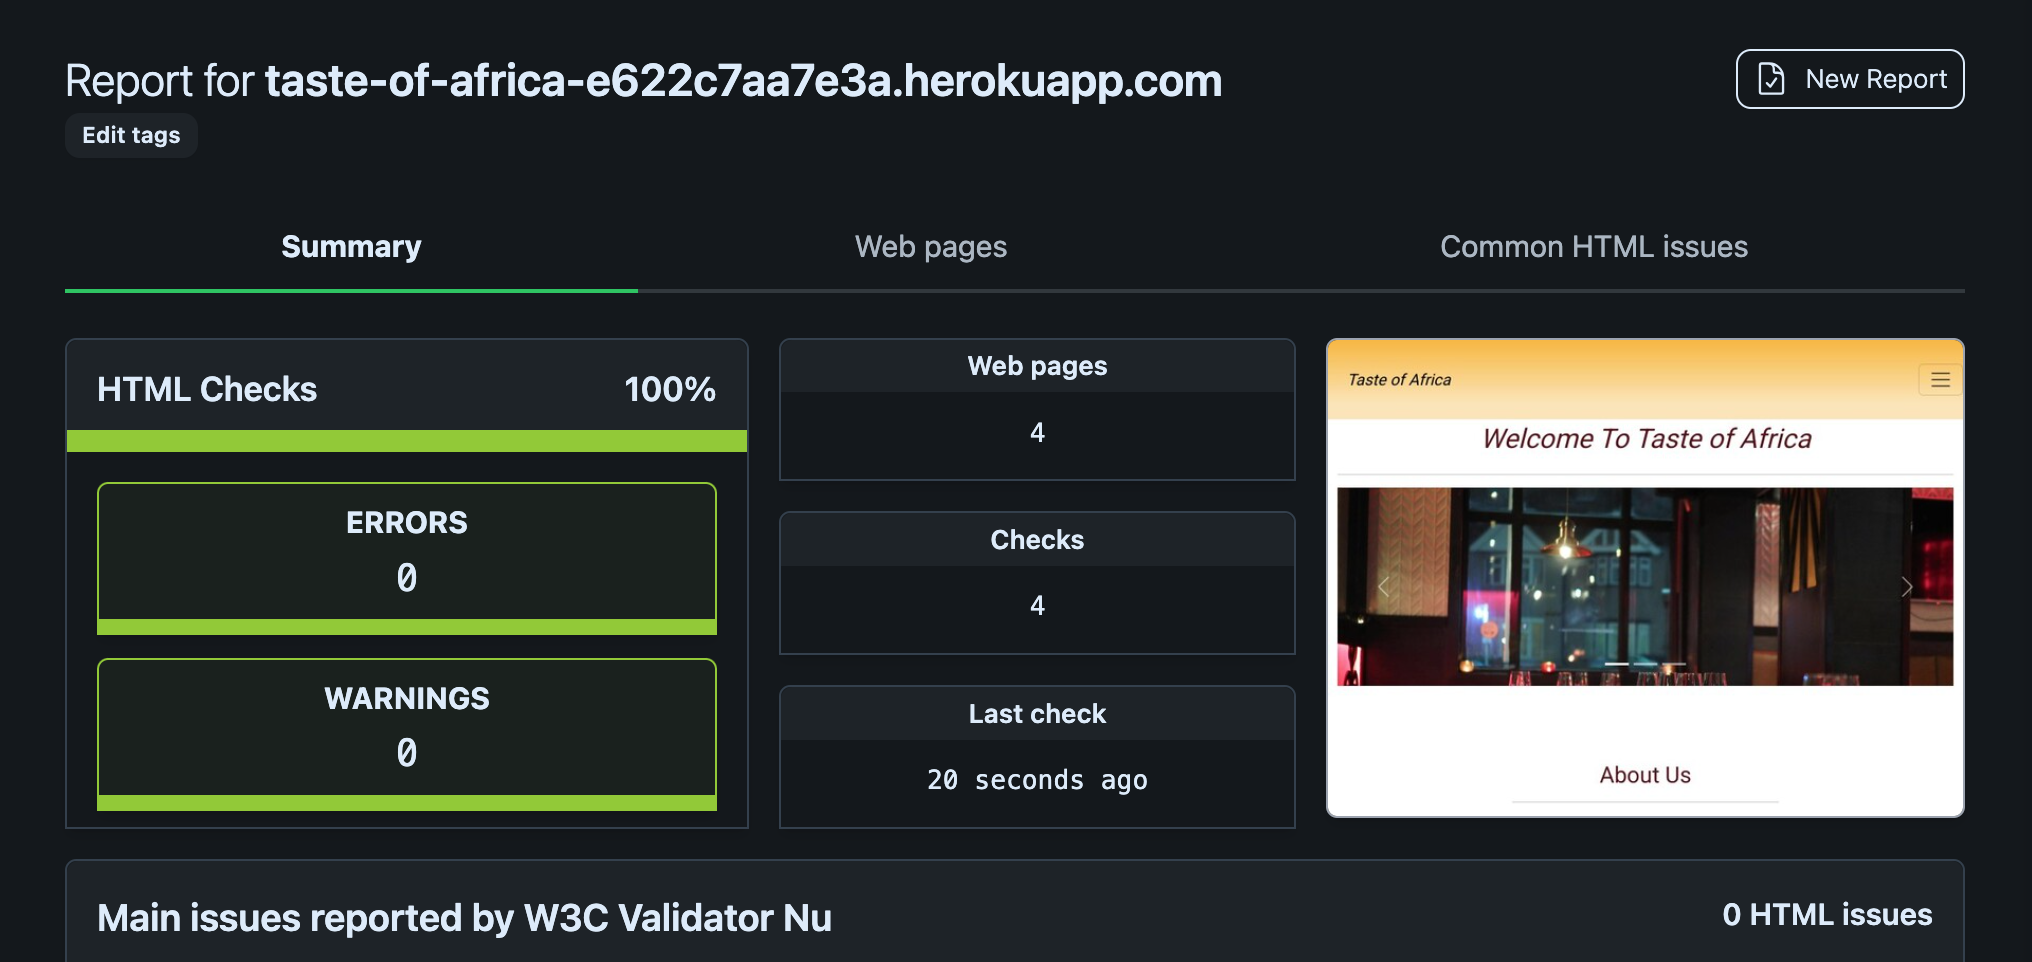 Report for taste-of-africa-e622c7aa7e3a.herokuapp.com
New Report
Edit tags
Summary
Web pages
Common HTML issues
HTML Checks
100%
ERRORS
0
WARNINGS
0
Web pages
4
Checks
4
Last check
20 seconds ago
Taste of Africa
Welcome To Taste of Africa
About Us
Main issues reported by W3C Validator Nu
0 HTML issues